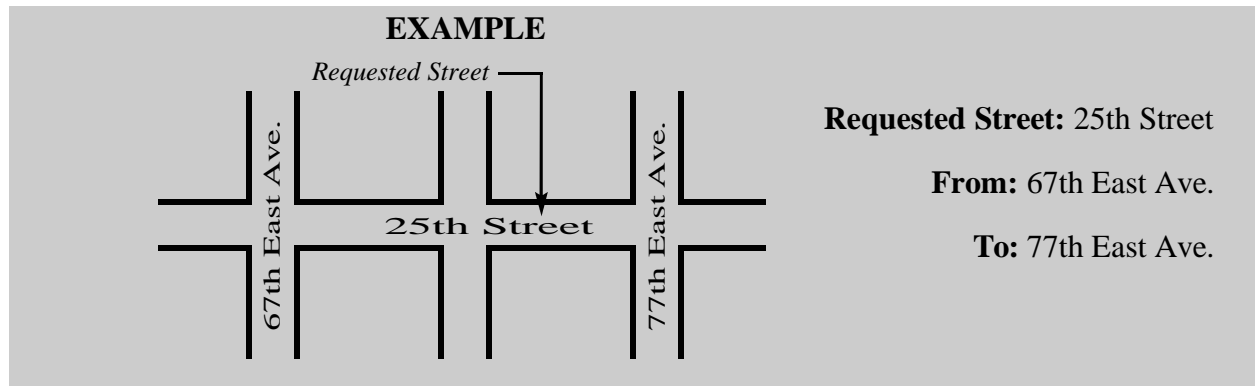 EXAMPLE
Requested Street
67th East Ave.
25th Street
77th East Ave.
Requested Street: 25th Street
From: 67th East Ave.
To: 77th East Ave.